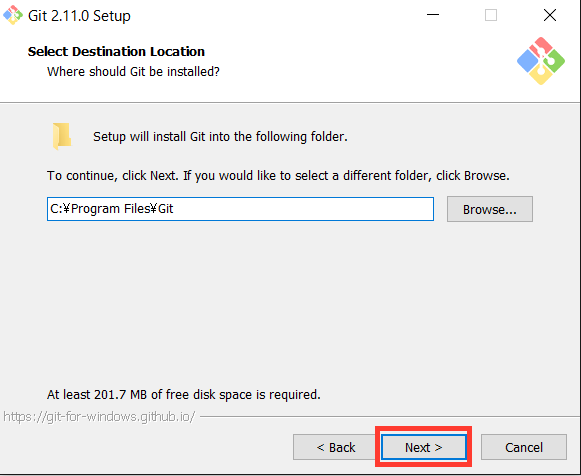 Git 2.11.0 Setup
Select Destination Location
Where should Git be installed?
Setup will install Git into the following folder.
To continue, click Next. If you would like to select a different folder, click Browse.
C:¥Program Files¥Git
Browse...
At least 201.7 MB of free disk space is required.
https://git-for-windows.github.io/
< Back
Next >
Cancel